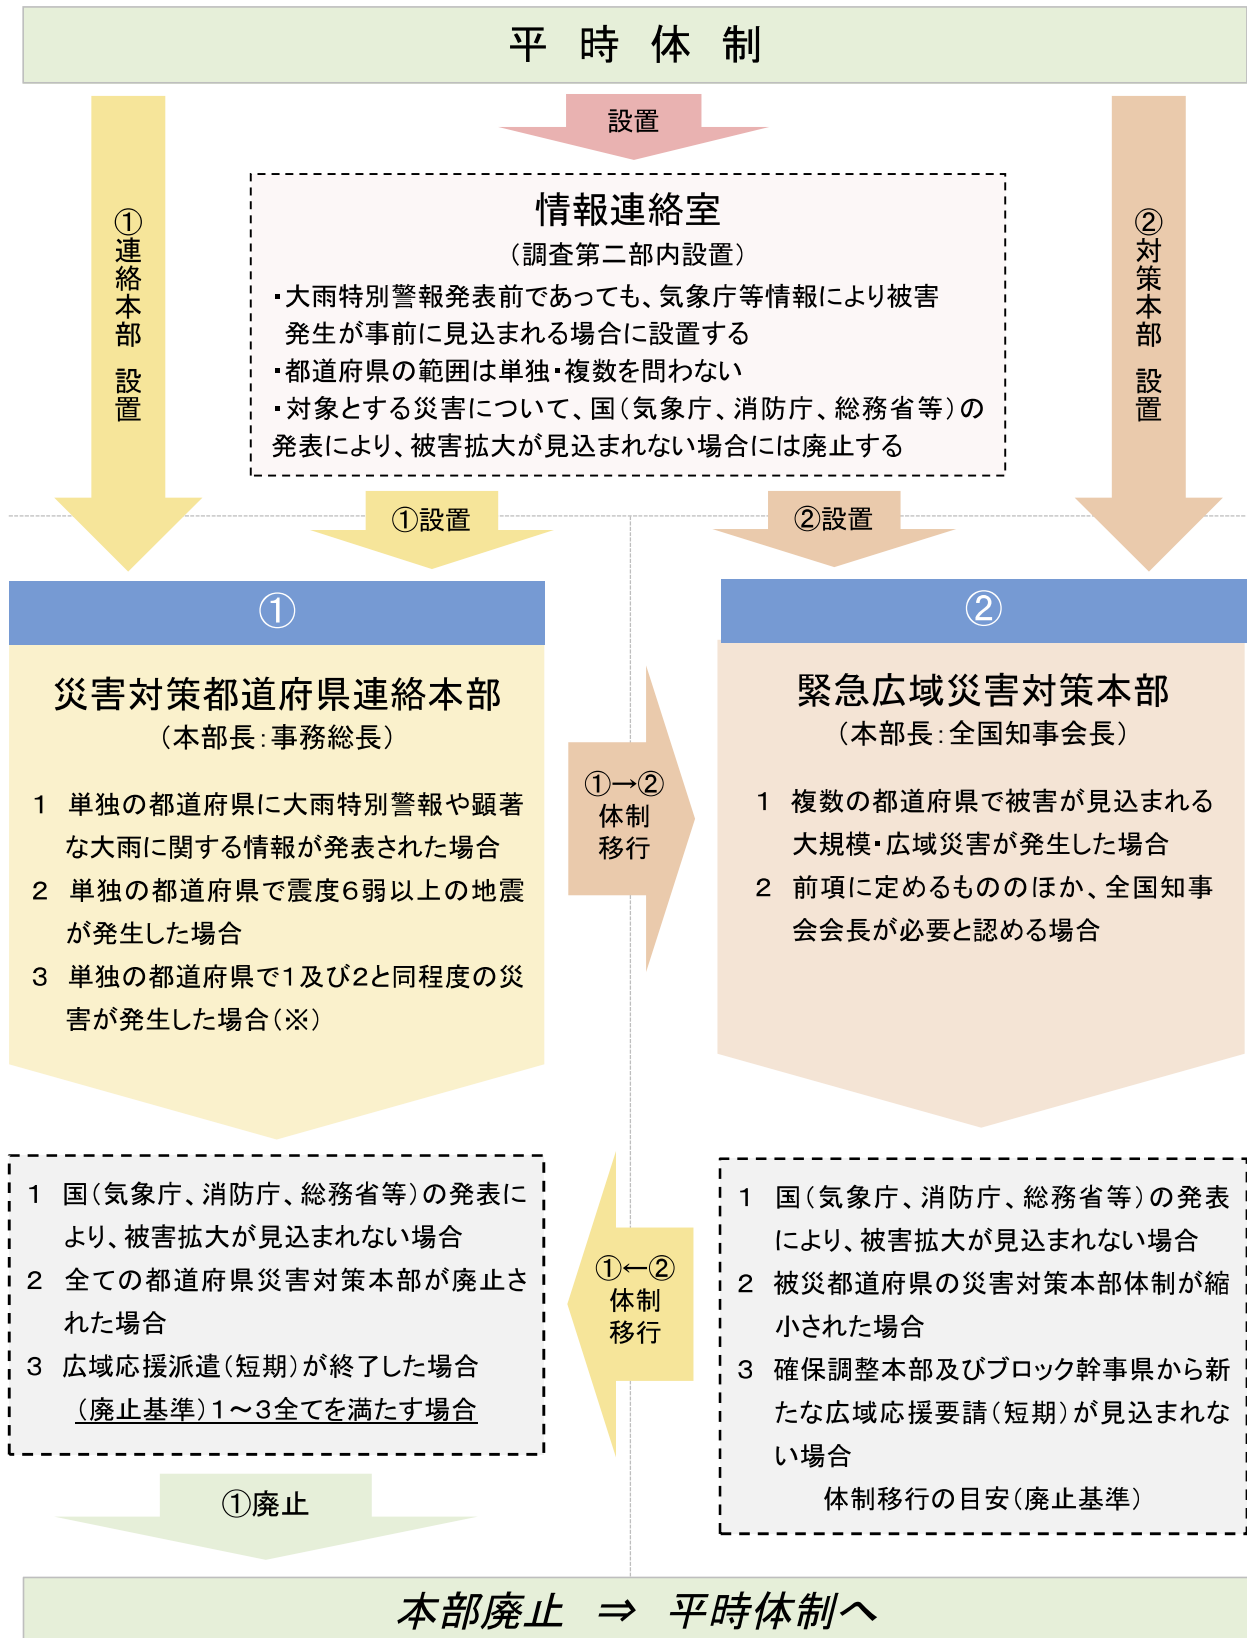 平 時 体 制
設置
①連絡本部 設置
②対策本部 設置
情報連絡室
（調査第二部内設置）
・大雨特別警報発表前であっても、気象庁等情報により被害
発生が事前に見込まれる場合に設置する
・都道府県の範囲は単独・複数を問わない
・対象とする災害について、国（気象庁、消防庁、総務省等）の
発表により、被害拡大が見込まれない場合には廃止する
①設置
②設置
①
災害対策都道府県連絡本部
（本部長：事務総長）
1 単独の都道府県に大雨特別警報や顕著
な大雨に関する情報が発表された場合
2 単独の都道府県で震度６弱以上の地震
が発生した場合
3 単独の都道府県で１及び２と同程度の災
害が発生した場合（※）
①→②
体制
移行
②
緊急広域災害対策本部
（本部長：全国知事会長）
1 複数の都道府県で被害が見込まれる
大規模・広域災害が発生した場合
2 前項に定めるもののほか、全国知事
会会長が必要と認める場合
1 国（気象庁、消防庁、総務省等）の発表に
より、被害拡大が見込まれない場合
2 全ての都道府県災害対策本部が廃止さ
れた場合
3 広域応援派遣（短期）が終了した場合
（廃止基準）１～３全てを満たす場合
①←②
体制
移行
1 国（気象庁、消防庁、総務省等）の発表
により、被害拡大が見込まれない場合
2 被災都道府県の災害対策本部体制が縮
小された場合
3 確保調整本部及びブロック幹事県から新
たな広域応援要請（短期）が見込まれな
い場合
体制移行の目安（廃止基準）
①廃止
本部廃止 ⇒ 平時体制へ